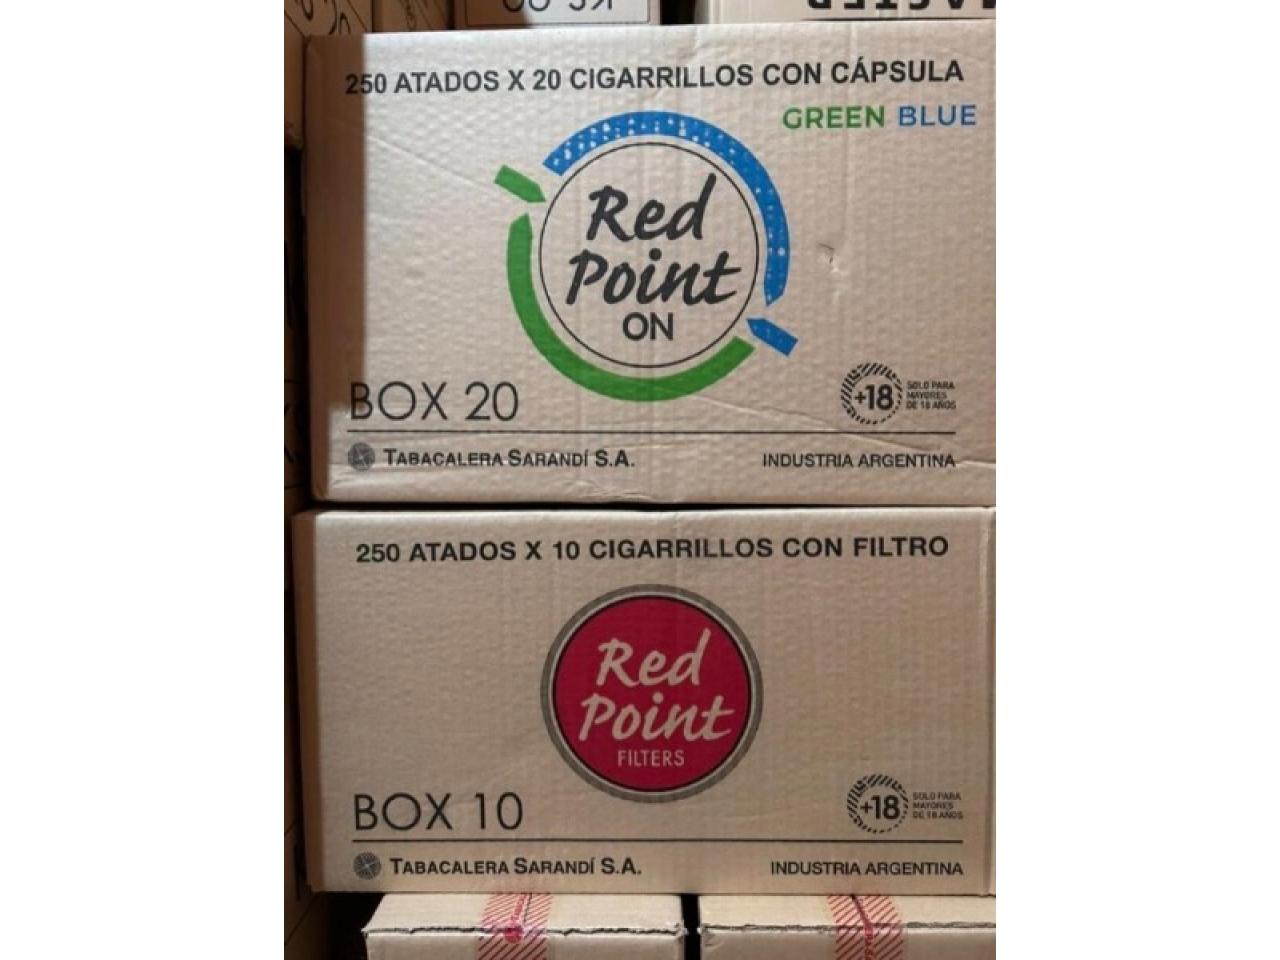 250 ATADOS X 20 CIGARRILLOS CON CÁPSULA
GREEN BLUE
Red
Point
ON
BOX 20
+18
SOLO PARA
MAYORES
DE 18 AÑOS
TABACALERA SARANDÍ S.A.
INDUSTRIA ARGENTINA
250 ATADOS X 10 CIGARRILLOS CON FILTRO
Red
Point
FILTERS
BOX 10
+18
SOLO PARA
MAYORES
DE 18 AÑOS
TABACALERA SARANDÍ S.A.
INDUSTRIA ARGENTINA